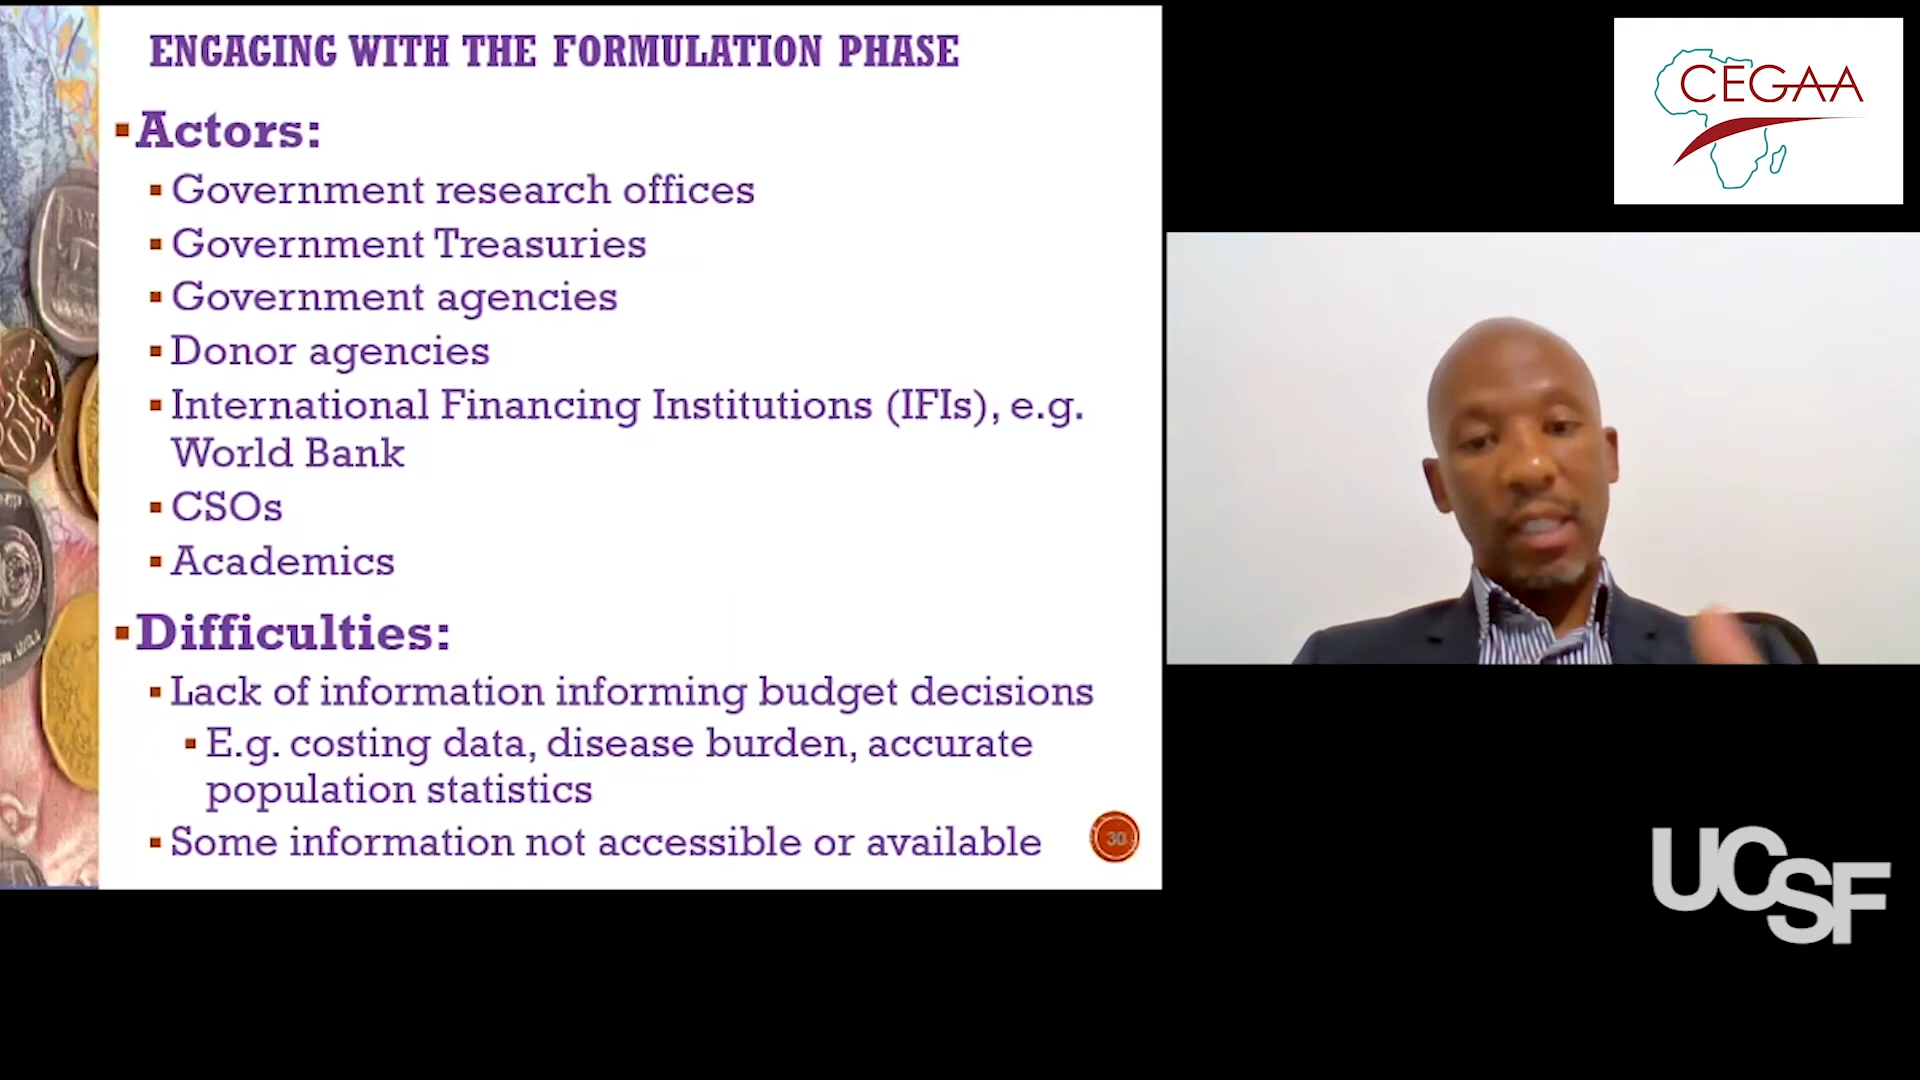 ENGAGING WITH THE FORMULATION PHASE
Actors:
Government research offices
Government Treasuries
Government agencies
Donor agencies
International Financing Institutions (IFIs), e.g.
World Bank
CSOs
Academics
Difficulties:
Lack of information informing budget decisions
E.g. costing data, disease burden, accurate
population statistics
Some information not accessible or available
30
CEGAA
UCSF